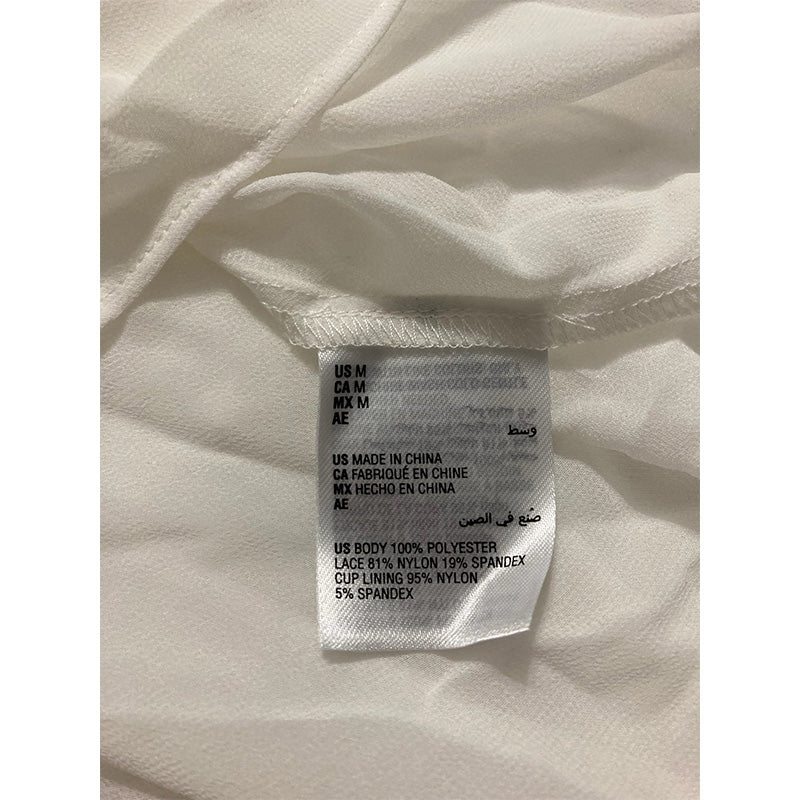 US M
CA M
MX M
AE
وسط
US MADE IN CHINA
CA FABRIQUÉ EN CHINE
MX HECHO EN CHINA
AE
صُنع في الصين
US BODY 100% POLYESTER
LACE 81% NYLON 19% SPANDEX
CUP LINING 95% NYLON
5% SPANDEX